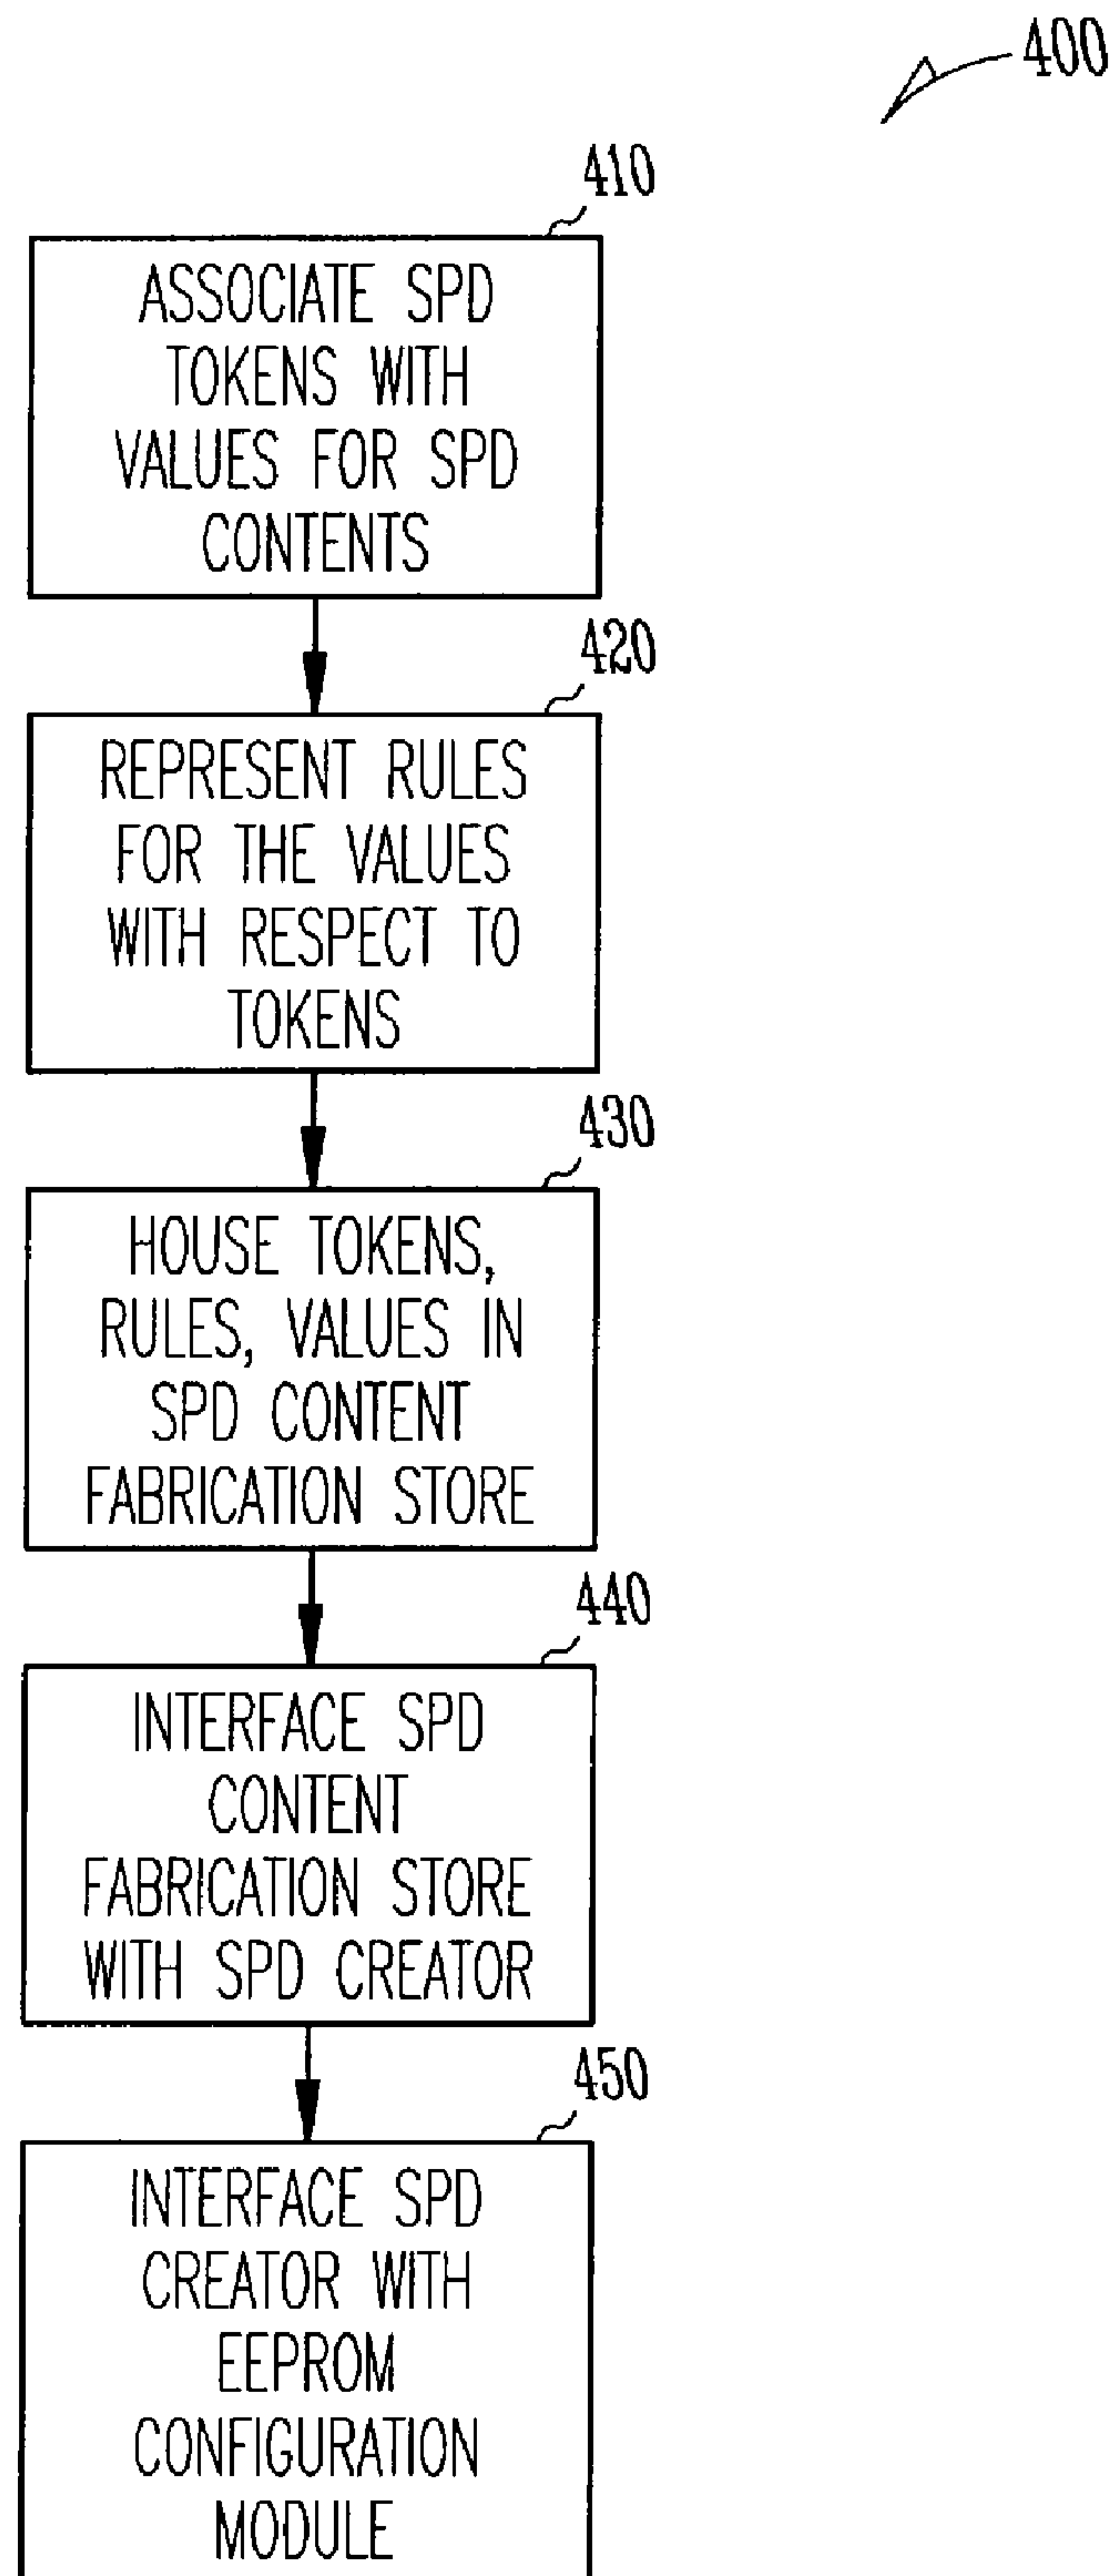 400
410
ASSOCIATE SPD
TOKENS WITH
VALUES FOR SPD
CONTENTS
420
REPRESENT RULES
FOR THE VALUES
WITH RESPECT TO
TOKENS
430
HOUSE TOKENS,
RULES, VALUES IN
SPD CONTENT
FABRICATION STORE
440
INTERFACE SPD
CONTENT
FABRICATION STORE
WITH SPD CREATOR
450
INTERFACE SPD
CREATOR WITH
EEPROM
CONFIGURATION
MODULE